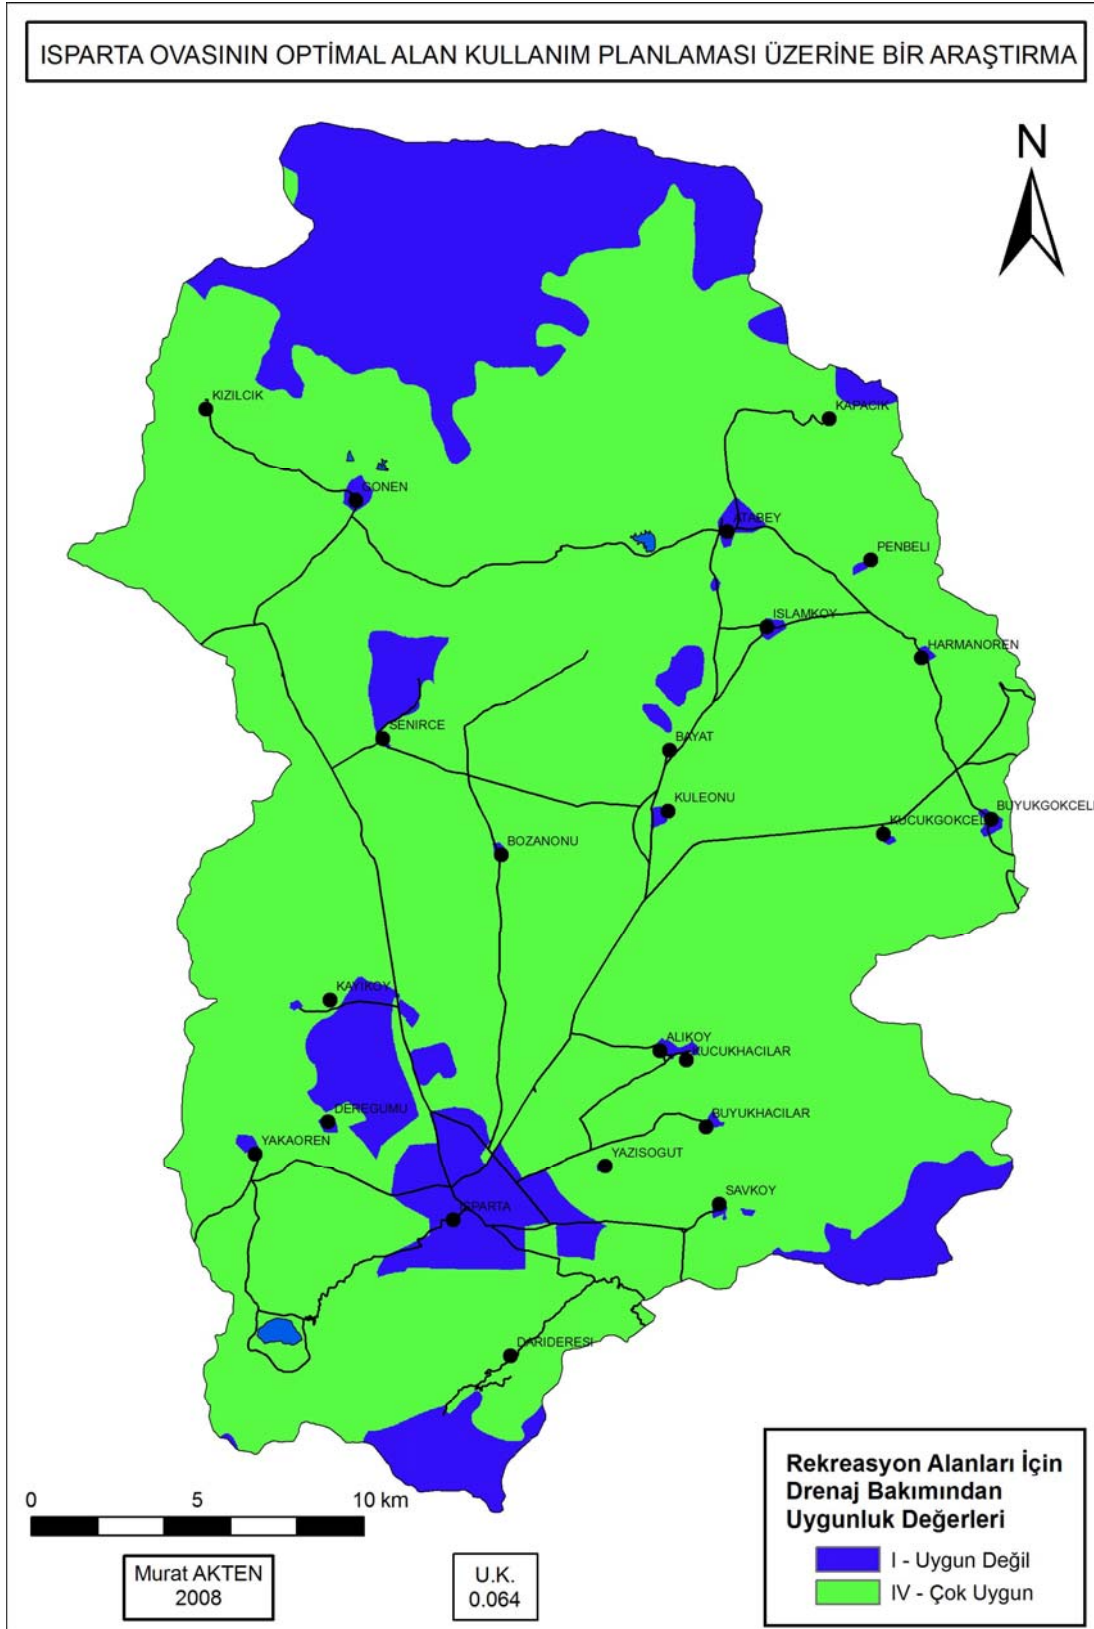 ISPARTA OVASININ OPTİMAL ALAN KULLANIM PLANLAMASI ÜZERİNE BİR ARAŞTIRMA
N
KIZILCIK
KAPACIK
GONEN
ATABEY
PENBELI
ISLAMKOY
HARMANOREN
SENIRCE
BAYAT
KULEONU
BUYUKGOKCELI
KUCUKGOKCELI
BOZANONU
KAYIKOY
ALIKOY
KUCUKHACILAR
DEREGUMU
BUYUKHACILAR
YAKAOREN
YAZISOGUT
SAVKOY
ISPARTA
DARIDERESI
Rekreasyon Alanları İçin
Drenaj Bakımından
Uygunluk Değerleri
I - Uygun Değil
IV - Çok Uygun
0 5 10 km
Murat AKTEN
2008
U.K.
0.064